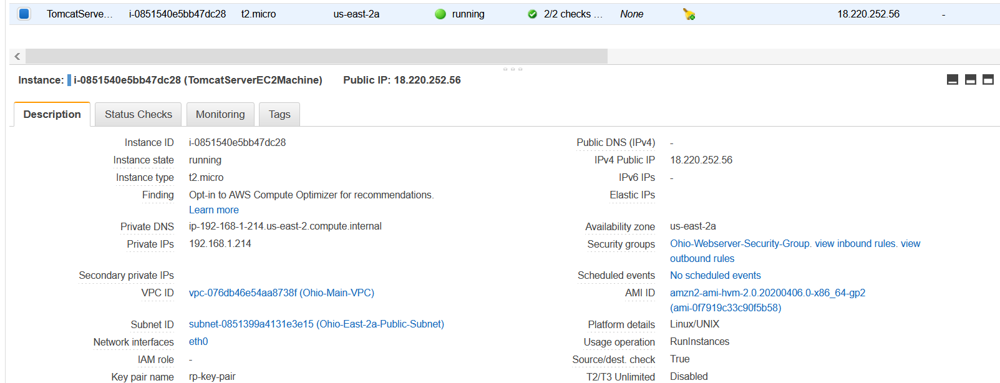 TomcatServe... i-0851540e5bb47dc28 t2.micro us-east-2a running 2/2 checks ... None 18.220.252.56 -
Instance: i-0851540e5bb47dc28 (TomcatServerEC2Machine) Public IP: 18.220.252.56
Description Status Checks Monitoring Tags
Instance ID i-0851540e5bb47dc28 Public DNS (IPv4) -
Instance state running IPv4 Public IP 18.220.252.56
Instance type t2.micro IPv6 IPs -
Finding Opt-in to AWS Compute Optimizer for recommendations. Elastic IPs
Learn more
Private DNS ip-192-168-1-214.us-east-2.compute.internal Availability zone us-east-2a
Private IPs 192.168.1.214 Security groups Ohio-Webserver-Security-Group. view inbound rules. view
outbound rules
Secondary private IPs Scheduled events No scheduled events
VPC ID vpc-076db46e54aa8738f (Ohio-Main-VPC) AMI ID amzn2-ami-hvm-2.0.20200406.0-x86_64-gp2
(ami-0f7919c33c90f5b58)
Subnet ID subnet-0851399a4131e3e15 (Ohio-East-2a-Public-Subnet) Platform details Linux/UNIX
Network interfaces eth0 Usage operation RunInstances
IAM role - Source/dest. check True
Key pair name rp-key-pair T2/T3 Unlimited Disabled